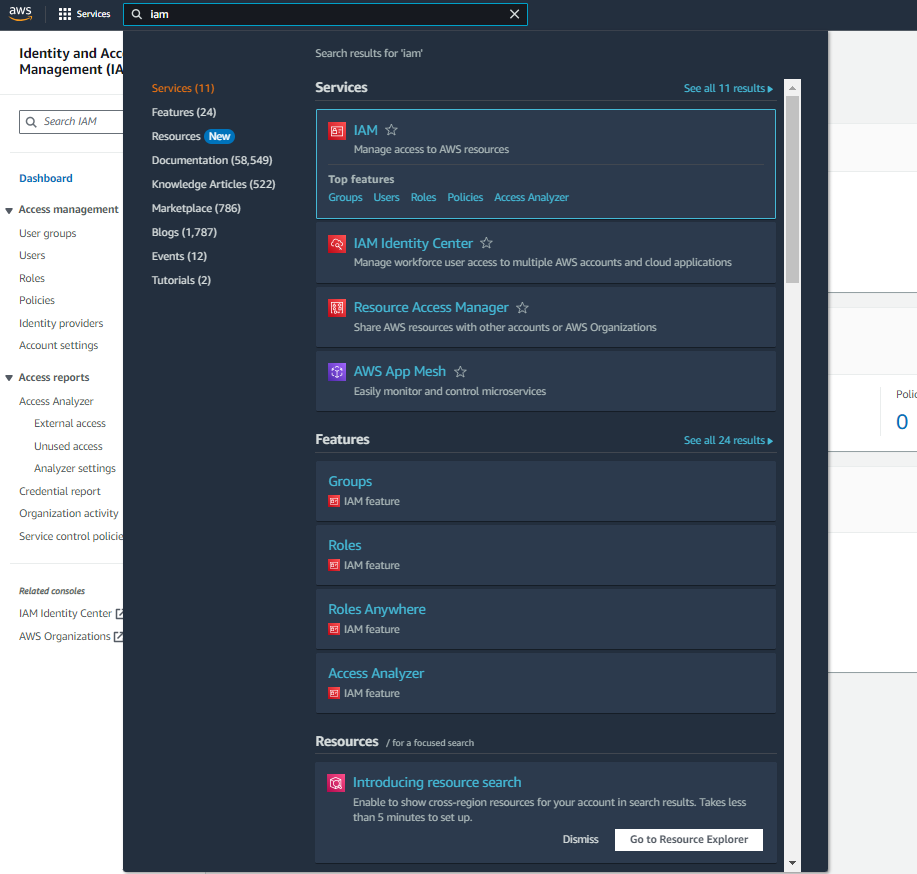 aws
Services
iam
Identity and Acc
Management (IA
Search IAM
Dashboard
Access management
User groups
Users
Roles
Policies
Identity providers
Account settings
Access reports
Access Analyzer
External access
Unused access
Analyzer settings
Credential report
Organization activity
Service control policie
Related consoles
IAM Identity Center
AWS Organizations
Services (11)
Features (24)
Resources New
Documentation (58,549)
Knowledge Articles (522)
Marketplace (786)
Blogs (1,787)
Events (12)
Tutorials (2)
Search results for 'iam'
Services
See all 11 results
IAM
Manage access to AWS resources
Top features
Groups Users Roles Policies Access Analyzer
IAM Identity Center
Manage workforce user access to multiple AWS accounts and cloud applications
Resource Access Manager
Share AWS resources with other accounts or AWS Organizations
AWS App Mesh
Easily monitor and control microservices
Features
See all 24 results
Groups
IAM feature
Roles
IAM feature
Roles Anywhere
IAM feature
Access Analyzer
IAM feature
Resources / for a focused search
Introducing resource search
Enable to show cross-region resources for your account in search results. Takes less
than 5 minutes to set up.
Dismiss
Go to Resource Explorer
Polic
0